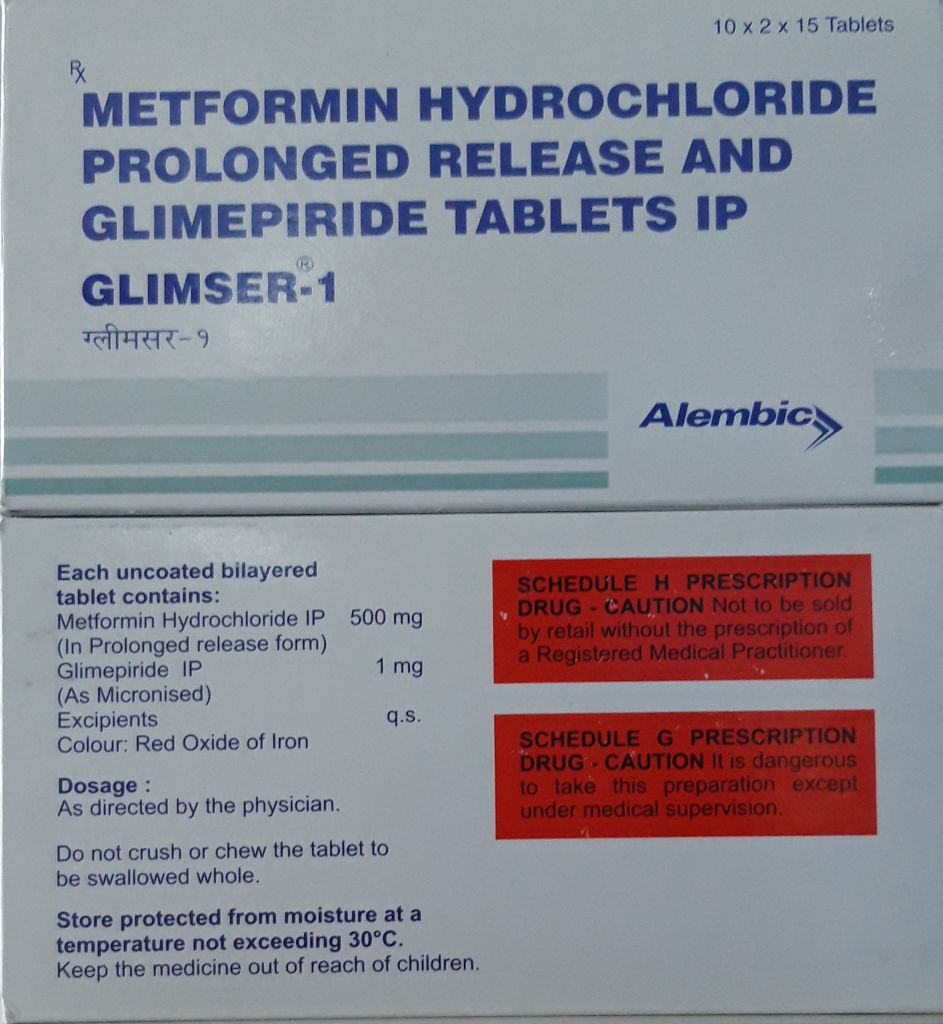 10 x 2 x 15 Tablets
Rx
METFORMIN HYDROCHLORIDE
PROLONGED RELEASE AND
GLIMEPIRIDE TABLETS IP
GLIMSER®-1
ग्लीमसर-१
Alembic
Each uncoated bilayered
tablet contains:
Metformin Hydrochloride IP 500 mg
(In Prolonged release form)
Glimepiride IP 1 mg
(As Micronised)
Excipients q.s.
Colour: Red Oxide of Iron
Dosage :
As directed by the physician.
Do not crush or chew the tablet to
be swallowed whole.
Store protected from moisture at a
temperature not exceeding 30°C.
Keep the medicine out of reach of children.
SCHEDULE H PRESCRIPTION
DRUG - CAUTION Not to be sold
by retail without the prescription of
a Registered Medical Practitioner.
SCHEDULE G PRESCRIPTION
DRUG - CAUTION It is dangerous
to take this preparation except
under medical supervision.